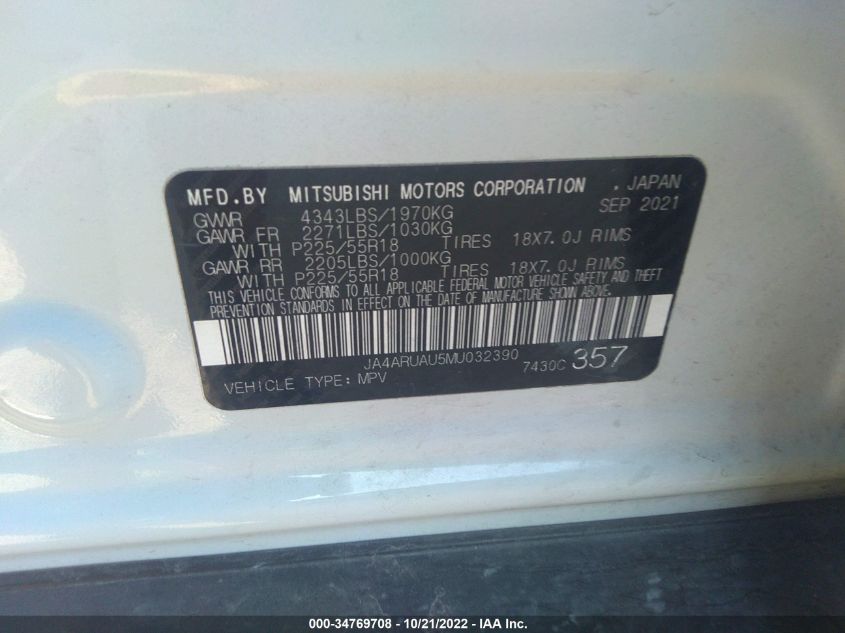 MFD.BY MITSUBISHI MOTORS CORPORATION . JAPAN
GVWR 4343LBS/1970KG SEP 2021
GAWR FR 2271LBS/1030KG
WITH P225/55R18 TIRES 18X7.0J RIMS
GAWR RR 2205LBS/1000KG
WITH P225/55R18 TIRES 18X7.0J RIMS
THIS VEHICLE CONFORMS TO ALL APPLICABLE FEDERAL MOTOR VEHICLE SAFETY AND THEFT
PREVENTION STANDARDS IN EFFECT ON THE DATE OF MANUFACTURE SHOWN ABOVE.
JA4ARUAU5MU032390 7430C 357
VEHICLE TYPE: MPV
000-34769708 - 10/21/2022 - IAA Inc.